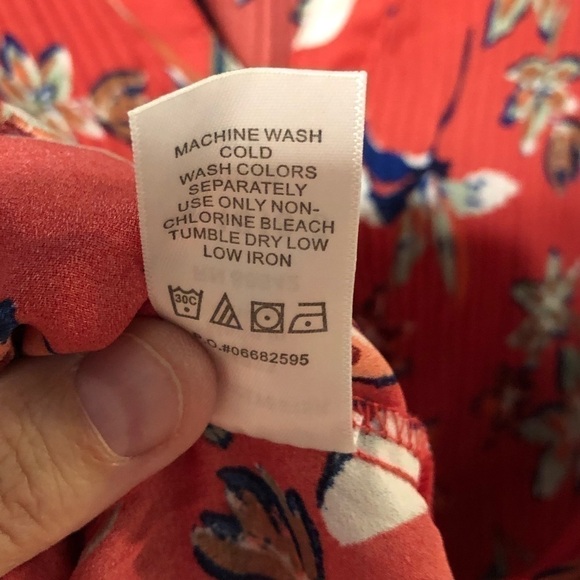 MACHINE WASH
COLD
WASH COLORS
SEPARATELY
USE ONLY NON-
CHLORINE BLEACH
TUMBLE DRY LOW
LOW IRON
30C
P.O.#06682595